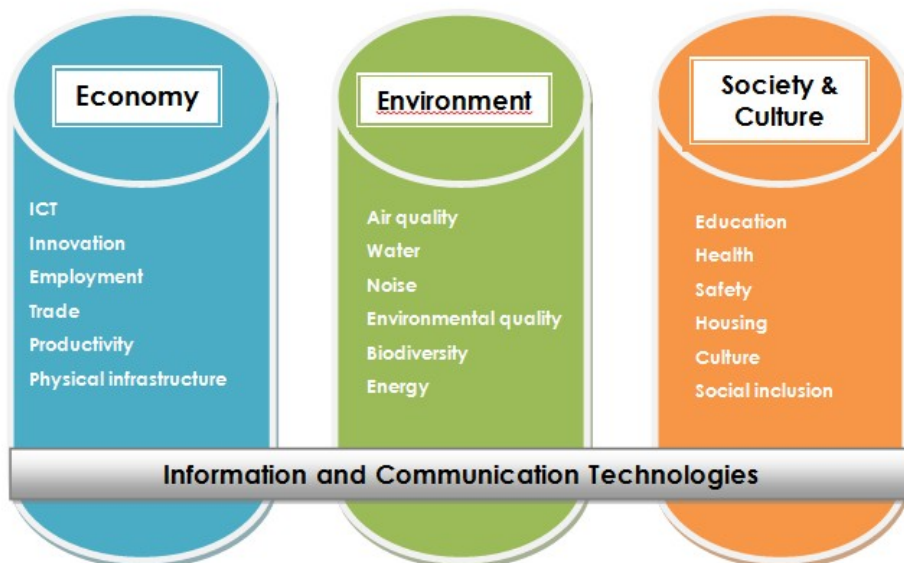 Economy
ICT
Innovation
Employment
Trade
Productivity
Physical infrastructure
Environment
Air quality
Water
Noise
Environmental quality
Biodiversity
Energy
Society &
Culture
Education
Health
Safety
Housing
Culture
Social inclusion
Information and Communication Technologies